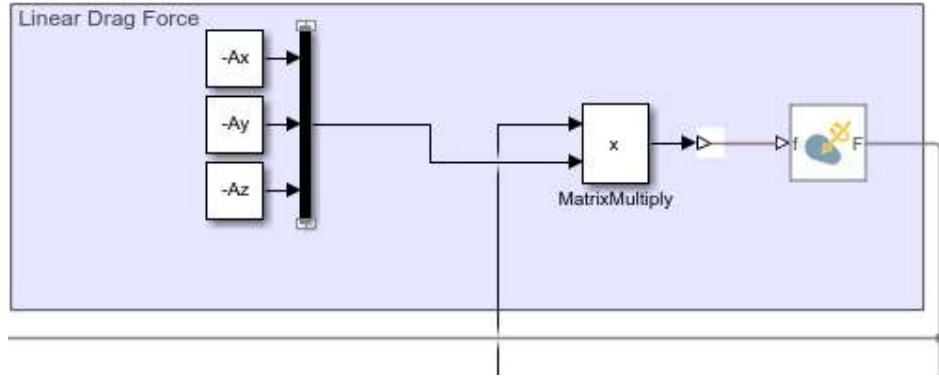 Linear Drag Force
-Ax
-Ay
x
f
F
-Az
MatrixMultiply